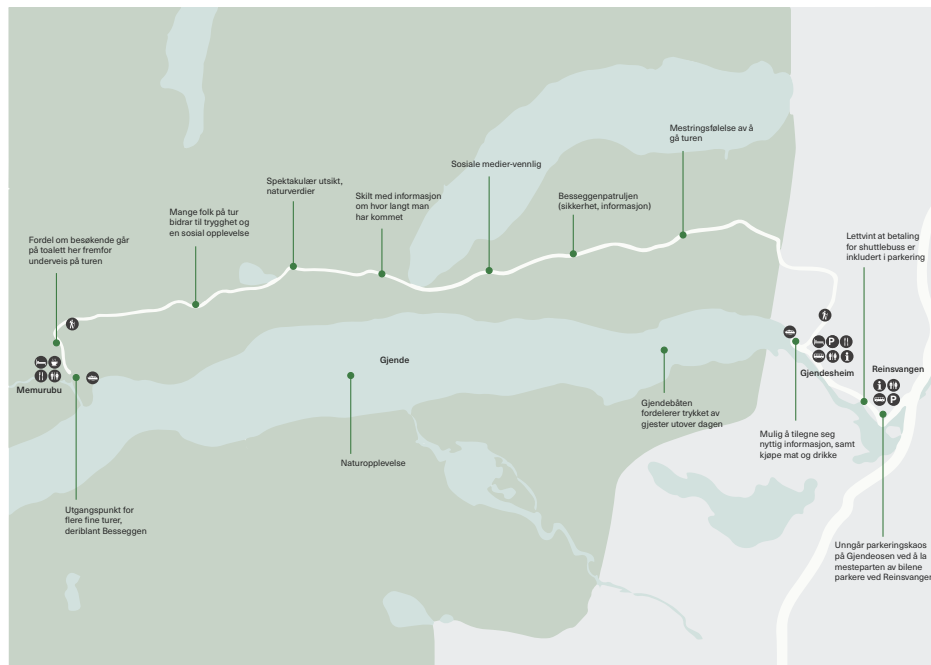 Mestringsfølelse av å
gå turen
Sosiale medier-vennlig
Spektakulær utsikt,
naturverdier
Skilt med informasjon
om hvor langt man
har kommet
Besseggenpatruljen
(sikkerhet, informasjon)
Mange folk på tur
bidrar til trygghet og
en sosial opplevelse
Fordel om besøkende går
på toalett her fremfor
underveis på turen
Lettvint at betaling
for shuttlebuss er
inkludert i parkering
Gjende
Memurubu
P
i
Gjendesheim
Reinsvangen
i
P
Gjendebåten
fordelerer trykket av
gjester utover dagen
Mulig å tilegne seg
nyttig informasjon, samt
kjøpe mat og drikke
Naturopplevelse
Utgangspunkt for
flere fine turer,
deriblant Besseggen
Unngår parkeringskaos
på Gjendeosen ved å la
mesteparten av bilene
parkere ved Reinsvangen